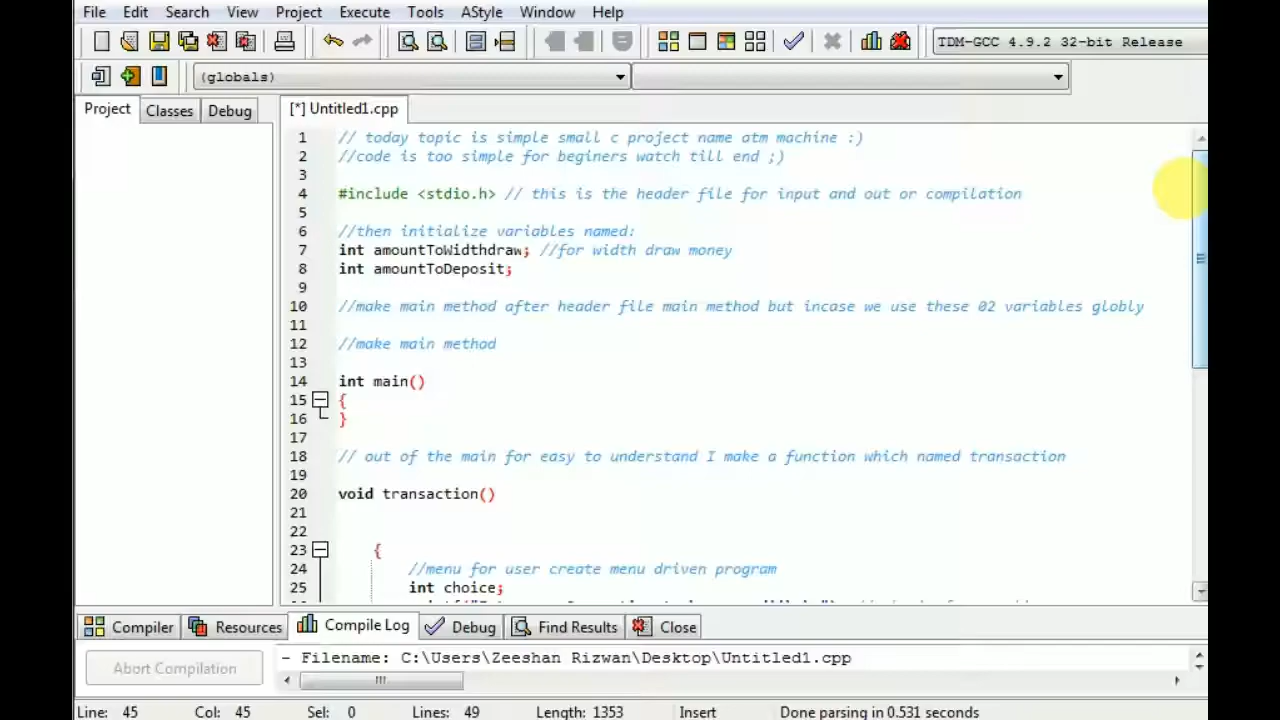 File Edit Search View Project Execute Tools AStyle Window Help
TDM-GCC 4.9.2 32-bit Release
(globals)
Project Classes Debug [*] Untitled1.cpp
1 // today topic is simple small c project name atm machine :)
2 //code is too simple for beginers watch till end ;)
3
4 #include <stdio.h> // this is the header file for input and out or compilation
5
6 //then initialize variables named:
7 int amountToWidthdraw; //for width draw money
8 int amountToDeposit;
9
10 //make main method after header file main method but incase we use these 02 variables globly
11
12 //make main method
13
14 int main()
15 {
16 }
17
18 // out of the main for easy to understand I make a function which named transaction
19
20 void transaction()
21
22
23 {
24 //menu for user create menu driven program
25 int choice;
Compiler Resources Compile Log Debug Find Results Close
Abort Compilation
- Filename: C:\Users\Zeeshan Rizwan\Desktop\Untitled1.cpp
Line: 45 Col: 45 Sel: 0 Lines: 49 Length: 1353 Insert Done parsing in 0.531 seconds